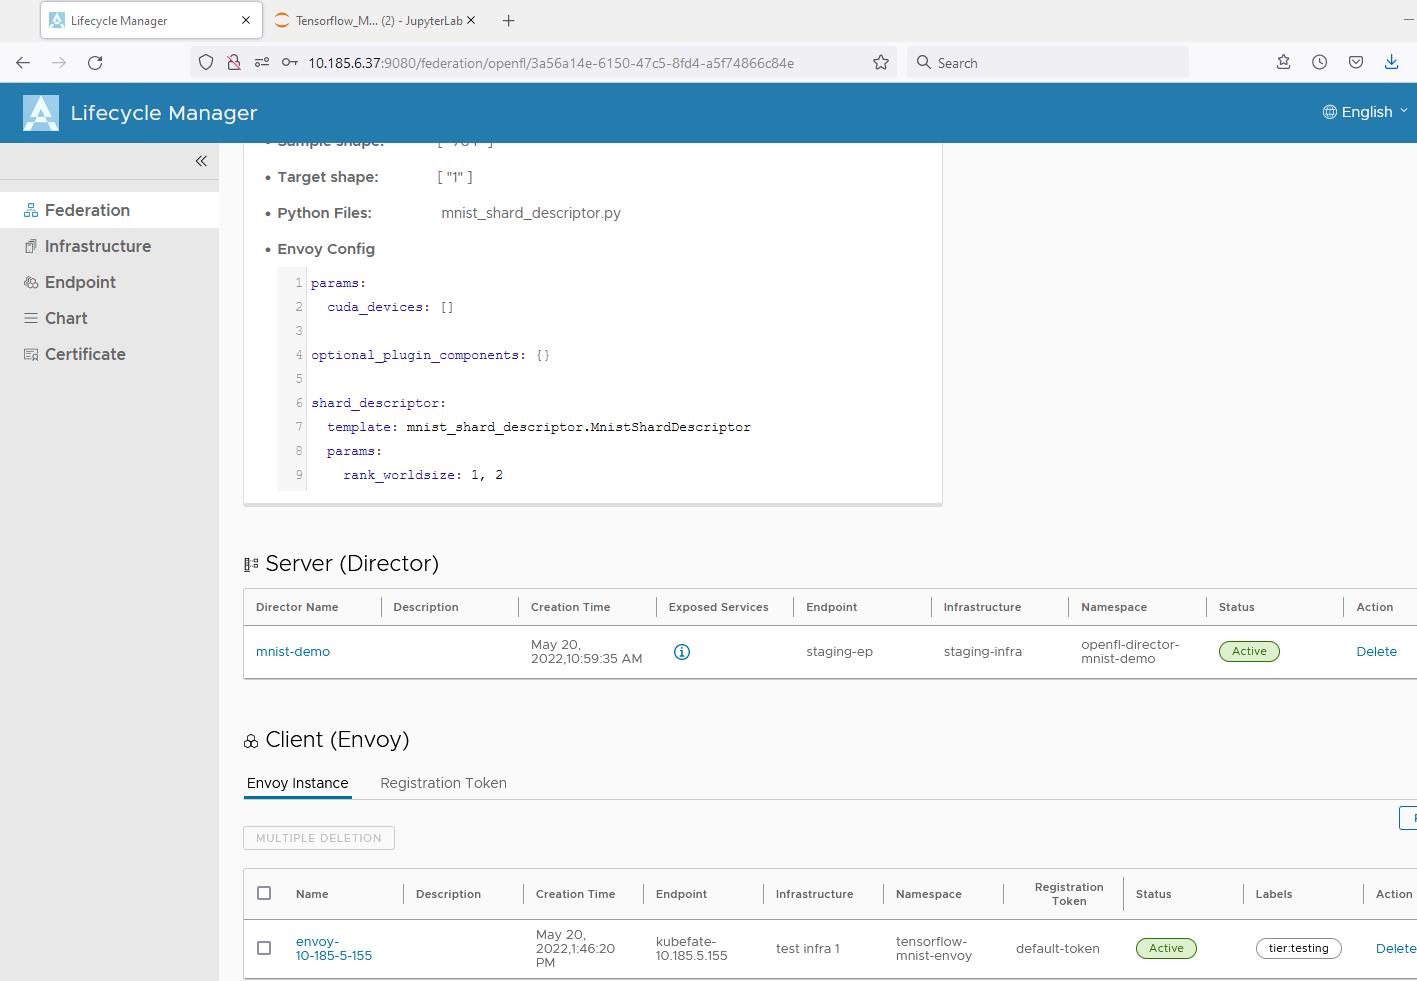 Lifecycle Manager
Tensorflow_M... (2) - JupyterLab
10.185.6.37:9080/federation/openfl/3a56a14e-6150-47c5-8fd4-a5f74866c84e
Search
Lifecycle Manager
English
Federation
Infrastructure
Endpoint
Chart
Certificate
Sample shape: [ "784" ]
Target shape: [ "1" ]
Python Files: mnist_shard_descriptor.py
Envoy Config
1 params:
2 cuda_devices: []
3
4 optional_plugin_components: {}
5
6 shard_descriptor:
7 template: mnist_shard_descriptor.MnistShardDescriptor
8 params:
9 rank_worldsize: 1, 2
Server (Director)
Director Name Description Creation Time Exposed Services Endpoint Infrastructure Namespace Status Action
mnist-demo May 20, 2022,10:59:35 AM staging-ep staging-infra openfl-director-mnist-demo Active Delete
Client (Envoy)
Envoy Instance Registration Token
MULTIPLE DELETION
Name Description Creation Time Endpoint Infrastructure Namespace Registration Token Status Labels Action
envoy-10-185-5-155 May 20, 2022,1:46:20 PM kubefate-10.185.5.155 test infra 1 tensorflow-mnist-envoy default-token Active tier:testing Delete